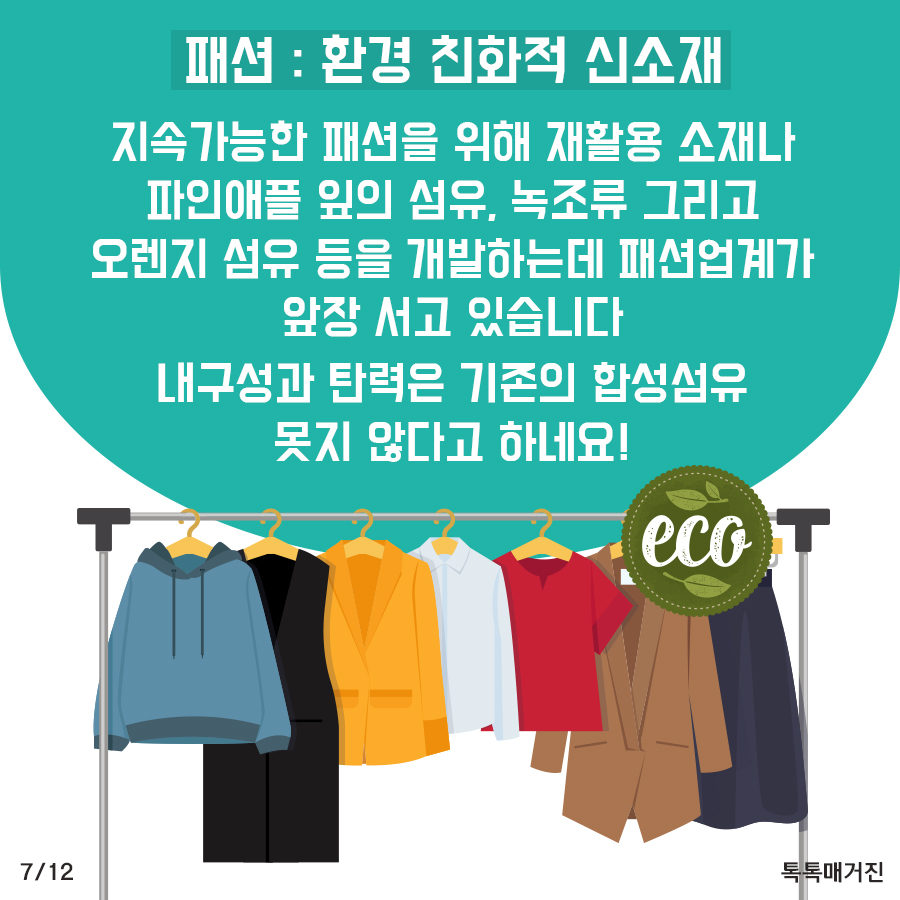 패션 : 환경 친화적 신소재
지속가능한 패션을 위해 재활용 소재나
파인애플 잎의 섬유, 녹조류 그리고
오렌지 섬유 등을 개발하는데 패션업계가
앞장 서고 있습니다
내구성과 탄력은 기존의 합성섬유
못지 않다고 하네요!
eco
7/12
톡톡매거진